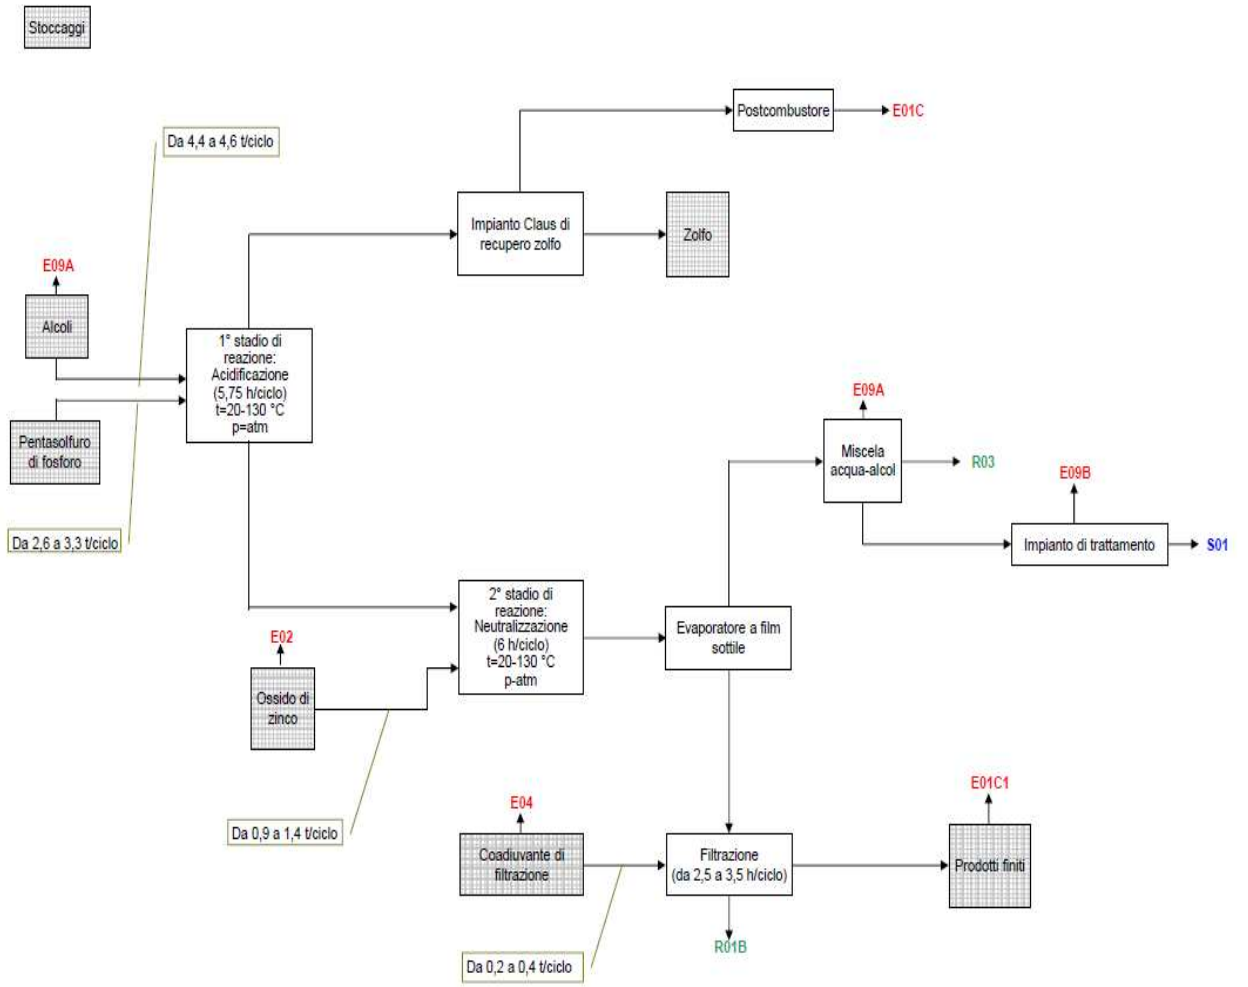 Stoccaggi
Postcombustore
E01C
Da 4,4 a 4,6 t/ciclo
Impianto Claus di
recupero zolfo
Zolfo
E09A
Alcoli
1° stadio di
reazione:
Acidificazione
(5,75 h/ciclo)
t=20-130 °C
p=atm
Pentasolfuro
di fosforo
Da 2,6 a 3,3 t/ciclo
E09A
Miscela
acqua-alcol
R03
E09B
Impianto di trattamento
S01
2° stadio di
reazione:
Neutralizzazione
(6 h/ciclo)
t=20-130 °C
p-atm
Evaporatore a film
sottile
E02
Ossido di
zinco
Da 0,9 a 1,4 t/ciclo
E04
Coadiuvante di
filtrazione
Filtrazione
(da 2,5 a 3,5 h/ciclo)
E01C1
Prodotti finiti
R01B
Da 0,2 a 0,4 t/ciclo